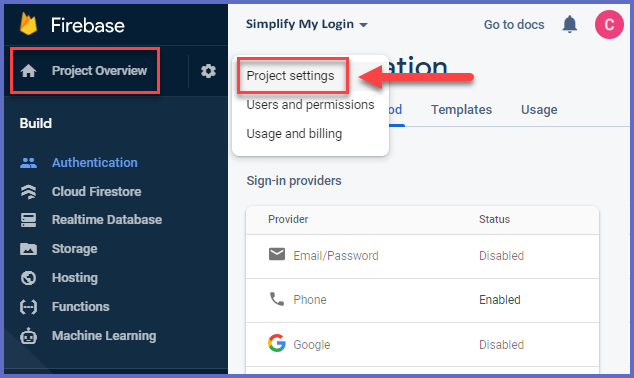 Firebase
Simplify My Login
Go to docs
C
Project Overview
Project settings
Users and permissions
Usage and billing
ation
od
Templates
Usage
Build
Authentication
Cloud Firestore
Realtime Database
Storage
Hosting
Functions
Machine Learning
Sign-in providers
Provider
Status
Email/Password
Disabled
Phone
Enabled
Google
Disabled